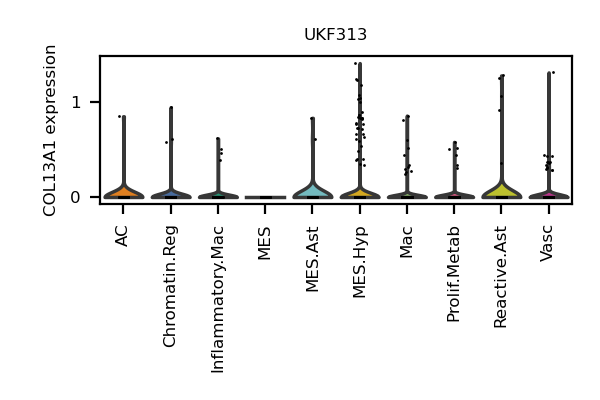 UKF313
COL13A1 expression
1
0
AC
Chromatin.Reg
Inflammatory.Mac
MES
MES.Ast
MES.Hyp
Mac
Prolif.Metab
Reactive.Ast
Vasc